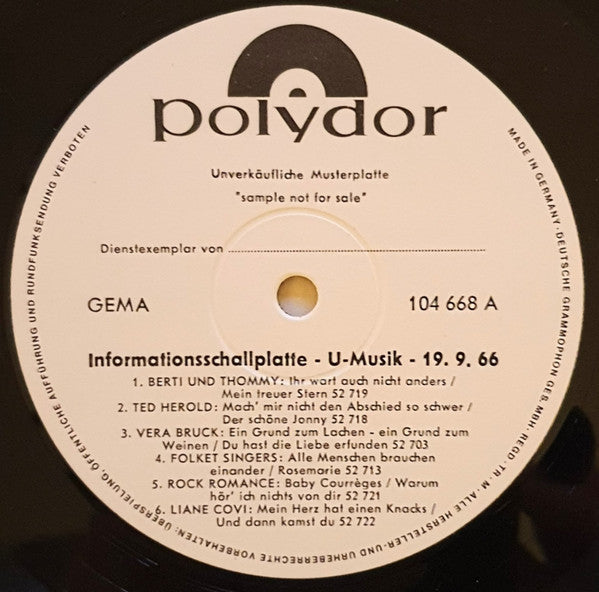 polydor
Unverkäufliche Musterplatte
"sample not for sale"
Dienstexemplar von
GEMA
104 668 A
Informationsschallplatte - U-Musik - 19. 9. 66
1. BERTI UND THOMMY: Ihr wart auch nicht anders /
Mein treuer Stern 52 719
2. TED HEROLD: Mach' mir nicht den Abschied so schwer /
Der schöne Jonny 52 718
3. VERA BRUCK: Ein Grund zum Lachen - ein Grund zum
Weinen / Du hast die Liebe erfunden 52 703
4. FOLKET SINGERS: Alle Menschen brauchen
einander / Rosemarie 52 713
5. ROCK ROMANCE: Baby Courrèges / Warum
hör' ich nichts von dir 52 721
6. LIANE COVI: Mein Herz hat einen Knacks /
Und dann kamst du 52 722
MADE IN GERMANY · DEUTSCHE GRAMMOPHON GES. MBH · REGD. TR. M · ALLE HERSTELLER- UND URHEBERRECHTE VORBEHALTEN: ÜBERSPIELUNG, ÖFFENTLICHE AUFFÜHRUNG UND RUNDFUNKSENDUNG VERBOTEN